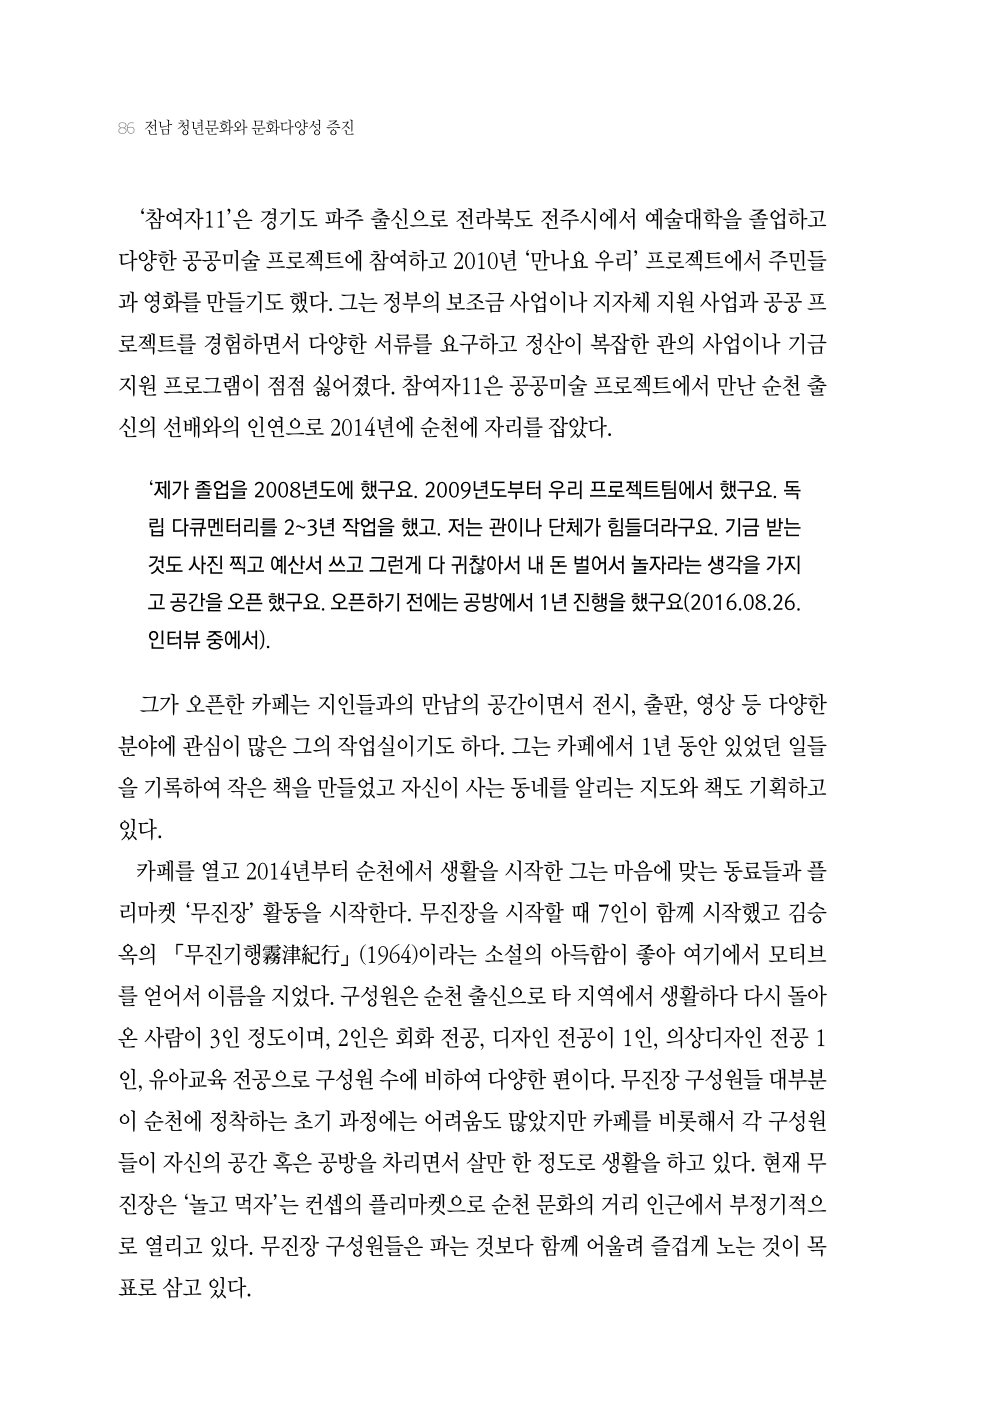 86 전남 청년문화와 문화다양성 증진
‘참여자11’은 경기도 파주 출신으로 전라북도 전주시에서 예술대학을 졸업하고
다양한 공공미술 프로젝트에 참여하고 2010년 ‘만나요 우리’ 프로젝트에서 주민들
과 영화를 만들기도 했다. 그는 정부의 보조금 사업이나 지자체 지원 사업과 공공 프
로젝트를 경험하면서 다양한 서류를 요구하고 정산이 복잡한 관의 사업이나 기금
지원 프로그램이 점점 싫어졌다. 참여자11은 공공미술 프로젝트에서 만난 순천 출
신의 선배와의 인연으로 2014년에 순천에 자리를 잡았다.
‘제가 졸업을 2008년도에 했구요. 2009년도부터 우리 프로젝트팀에서 했구요. 독
립 다큐멘터리를 2~3년 작업을 했고. 저는 관이나 단체가 힘들더라구요. 기금 받는
것도 사진 찍고 예산서 쓰고 그런게 다 귀찮아서 내 돈 벌어서 놀자라는 생각을 가지
고 공간을 오픈 했구요. 오픈하기 전에는 공방에서 1년 진행을 했구요(2016.08.26.
인터뷰 중에서).
그가 오픈한 카페는 지인들과의 만남의 공간이면서 전시, 출판, 영상 등 다양한
분야에 관심이 많은 그의 작업실이기도 하다. 그는 카페에서 1년 동안 있었던 일들
을 기록하여 작은 책을 만들었고 자신이 사는 동네를 알리는 지도와 책도 기획하고
있다.
카페를 열고 2014년부터 순천에서 생활을 시작한 그는 마음에 맞는 동료들과 플
리마켓 ‘무진장’ 활동을 시작한다. 무진장을 시작할 때 7인이 함께 시작했고 김승
옥의 「무진기행霧津紀行」(1964)이라는 소설의 아득함이 좋아 여기에서 모티브
를 얻어서 이름을 지었다. 구성원은 순천 출신으로 타 지역에서 생활하다 다시 돌아
온 사람이 3인 정도이며, 2인은 회화 전공, 디자인 전공이 1인, 의상디자인 전공 1
인, 유아교육 전공으로 구성원 수에 비하여 다양한 편이다. 무진장 구성원들 대부분
이 순천에 정착하는 초기 과정에는 어려움도 많았지만 카페를 비롯해서 각 구성원
들이 자신의 공간 혹은 공방을 차리면서 살만 한 정도로 생활을 하고 있다. 현재 무
진장은 ‘놀고 먹자’는 컨셉의 플리마켓으로 순천 문화의 거리 인근에서 부정기적으
로 열리고 있다. 무진장 구성원들은 파는 것보다 함께 어울려 즐겁게 노는 것이 목
표로 삼고 있다.